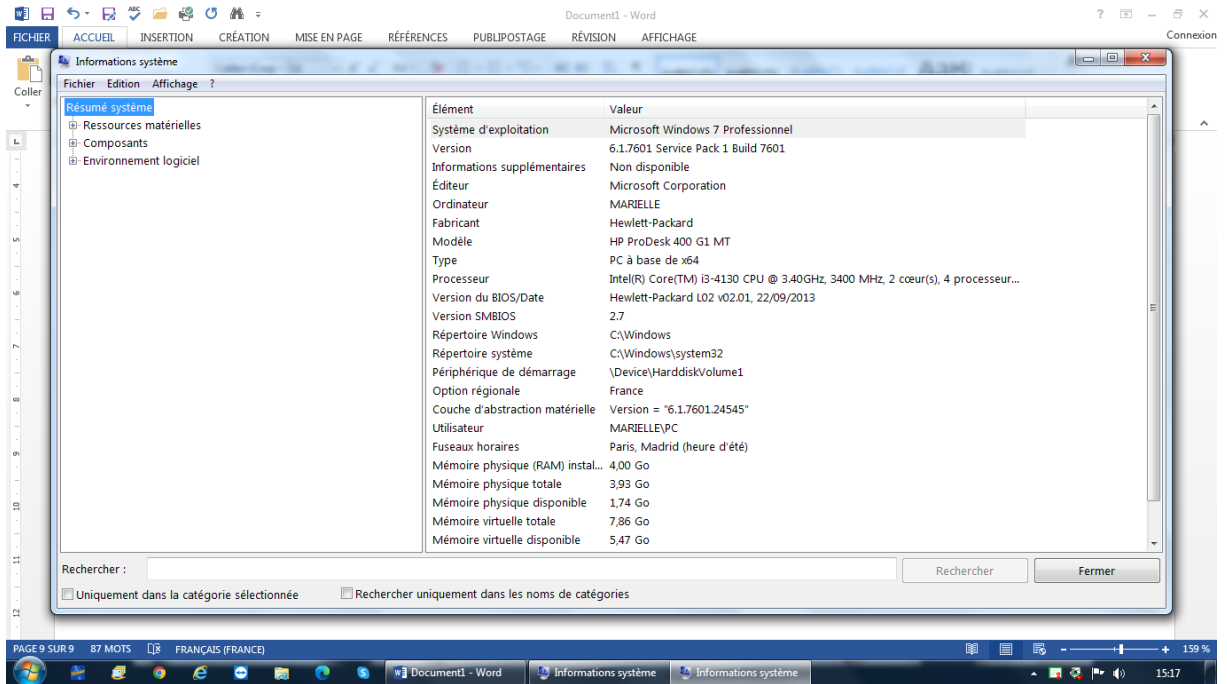 Document1 - Word
FICHIER ACCUEIL INSERTION CRÉATION MISE EN PAGE RÉFÉRENCES PUBLIPOSTAGE RÉVISION AFFICHAGE Connexion
Coller
Informations système
Fichier Edition Affichage ?
Résumé système
Ressources matérielles
Composants
Environnement logiciel
Élément Valeur
Système d'exploitation Microsoft Windows 7 Professionnel
Version 6.1.7601 Service Pack 1 Build 7601
Informations supplémentaires Non disponible
Éditeur Microsoft Corporation
Ordinateur MARIELLE
Fabricant Hewlett-Packard
Modèle HP ProDesk 400 G1 MT
Type PC à base de x64
Processeur Intel(R) Core(TM) i3-4130 CPU @ 3.40GHz, 3400 MHz, 2 cœur(s), 4 processeur...
Version du BIOS/Date Hewlett-Packard L02 v02.01, 22/09/2013
Version SMBIOS 2.7
Répertoire Windows C:\Windows
Répertoire système C:\Windows\system32
Périphérique de démarrage \Device\HarddiskVolume1
Option régionale France
Couche d'abstraction matérielle Version = "6.1.7601.24545"
Utilisateur MARIELLE\PC
Fuseaux horaires Paris, Madrid (heure d'été)
Mémoire physique (RAM) instal... 4,00 Go
Mémoire physique totale 3,93 Go
Mémoire physique disponible 1,74 Go
Mémoire virtuelle totale 7,86 Go
Mémoire virtuelle disponible 5,47 Go
Rechercher : Rechercher Fermer
Uniquement dans la catégorie sélectionnée Rechercher uniquement dans les noms de catégories
4
5
6
7
8
9
10
11
12
PAGE 9 SUR 9 87 MOTS FRANÇAIS (FRANCE) 159 %
Document1 - Word Informations système Informations système 15:17